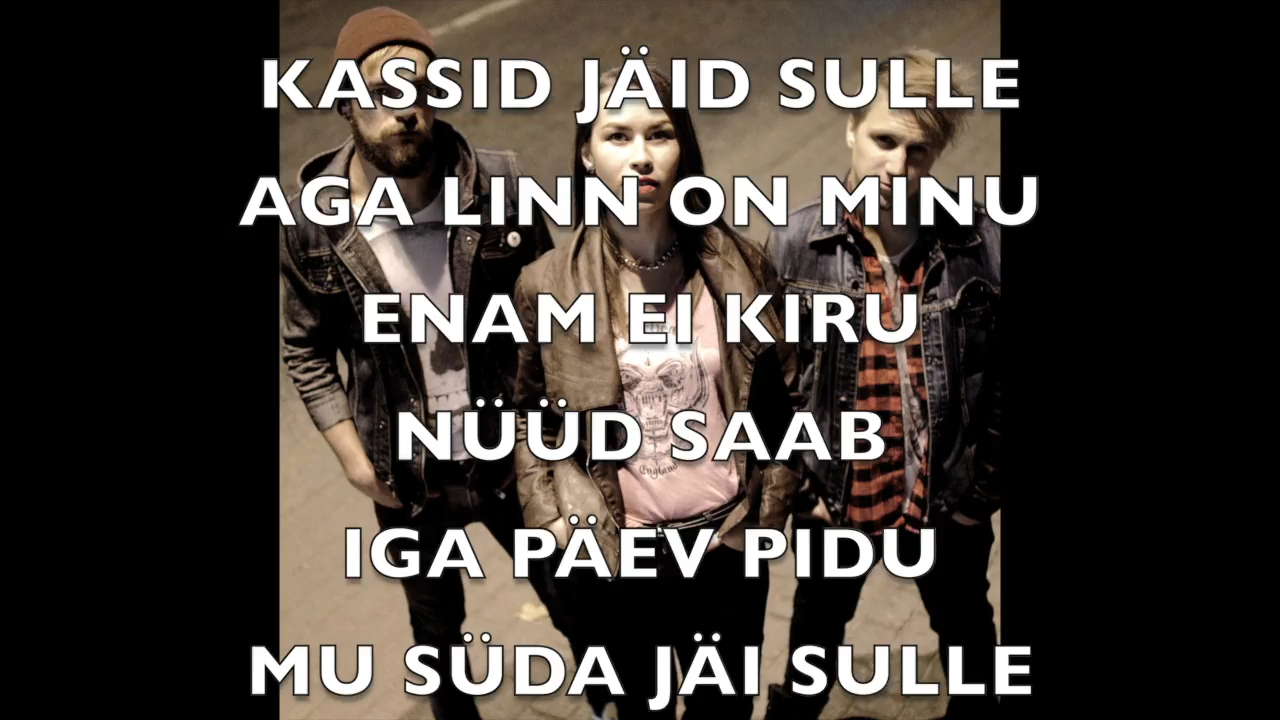 KASSID JÄID SULLE
AGA LINN ON MINU
ENAM EI KIRU
NÜÜD SAAB
IGA PÄEV PIDU
MU SÜDA JÄI SULLE
England